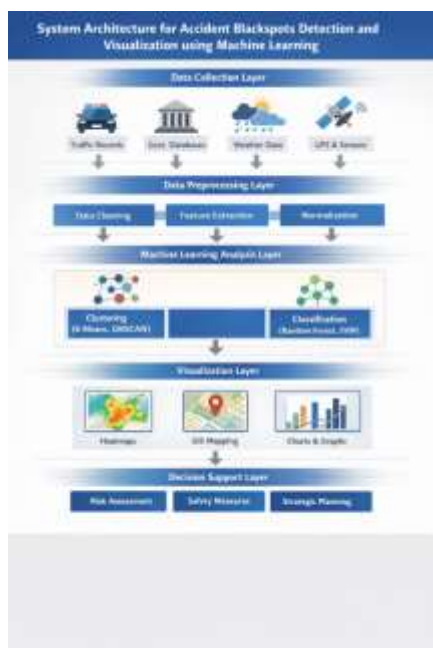 System Architecture for Accident Blackspots Detection and
Visualization using Machine Learning
Data Collection Layer
Traffic Records
Govt. Databases
Weather Data
GPS & Sensors
Data Preprocessing Layer
Data Cleaning
Feature Extraction
Normalization
Machine Learning Analysis Layer
Clustering
(K-Means, DBSCAN)
Classification
(Random Forest, SVM)
Visualization Layer
Heatmaps
GIS Mapping
Charts & Graphs
Decision Support Layer
Risk Assessment
Safety Measures
Strategic Planning